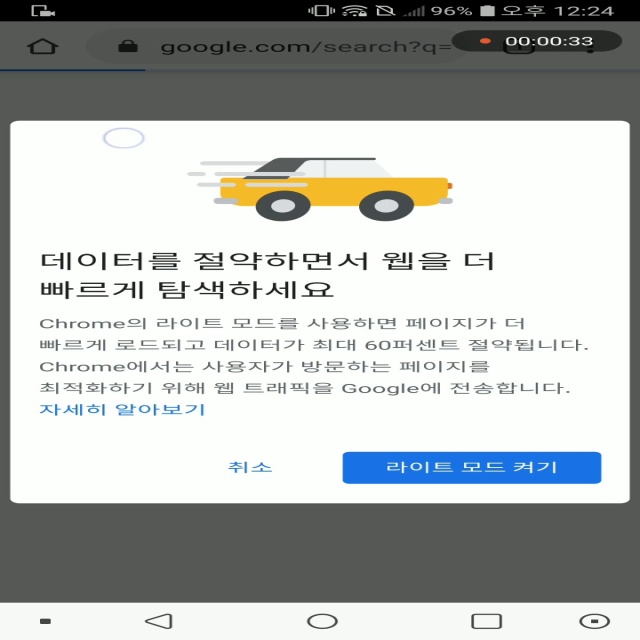 96% 오후 12:24
google.com/search?q=
00:00:33
데이터를 절약하면서 웹을 더
빠르게 탐색하세요
Chrome의 라이트 모드를 사용하면 페이지가 더
빠르게 로드되고 데이터가 최대 60퍼센트 절약됩니다.
Chrome에서는 사용자가 방문하는 페이지를
최적화하기 위해 웹 트래픽을 Google에 전송합니다.
자세히 알아보기
취소
라이트 모드 켜기